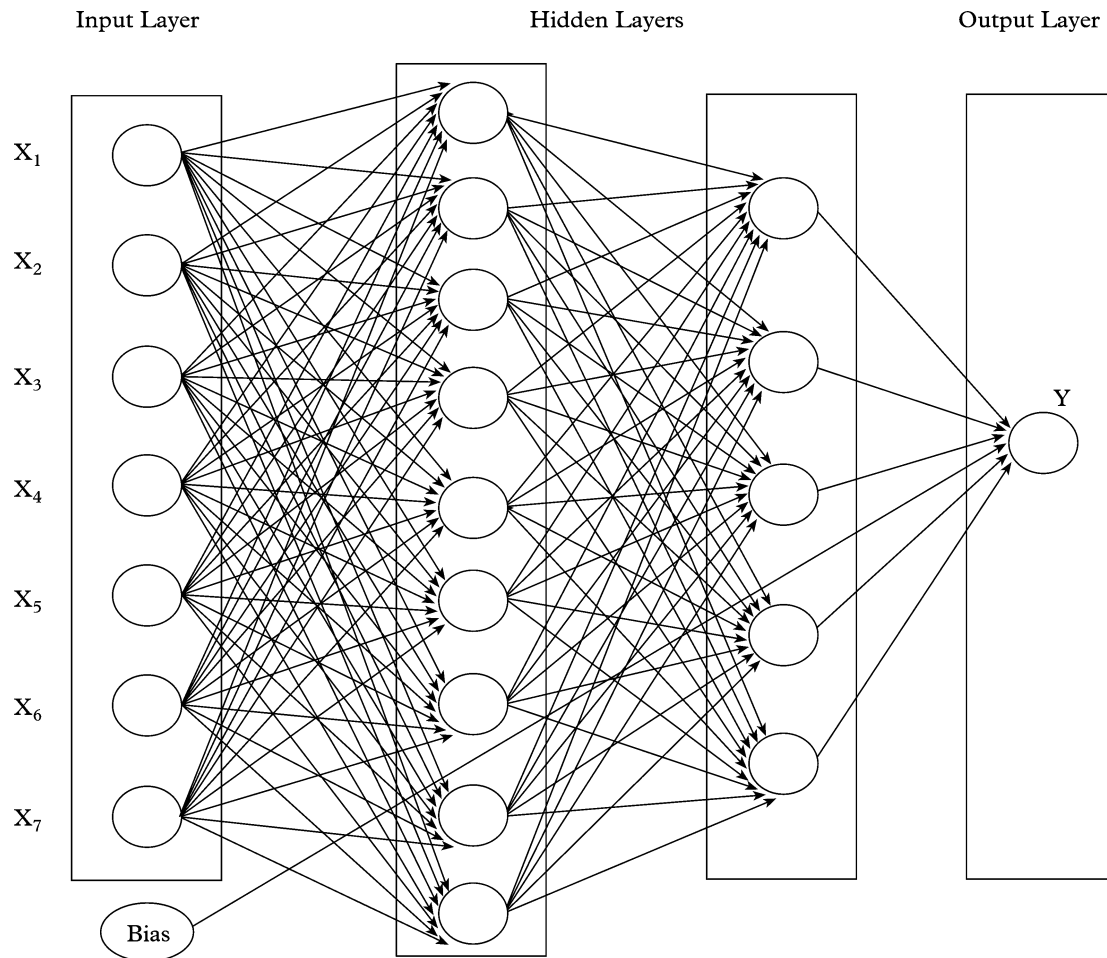 Input Layer
Hidden Layers
Output Layer
X₁
X₂
X₃
X₄
X₅
X₆
X₇
Y
Bias